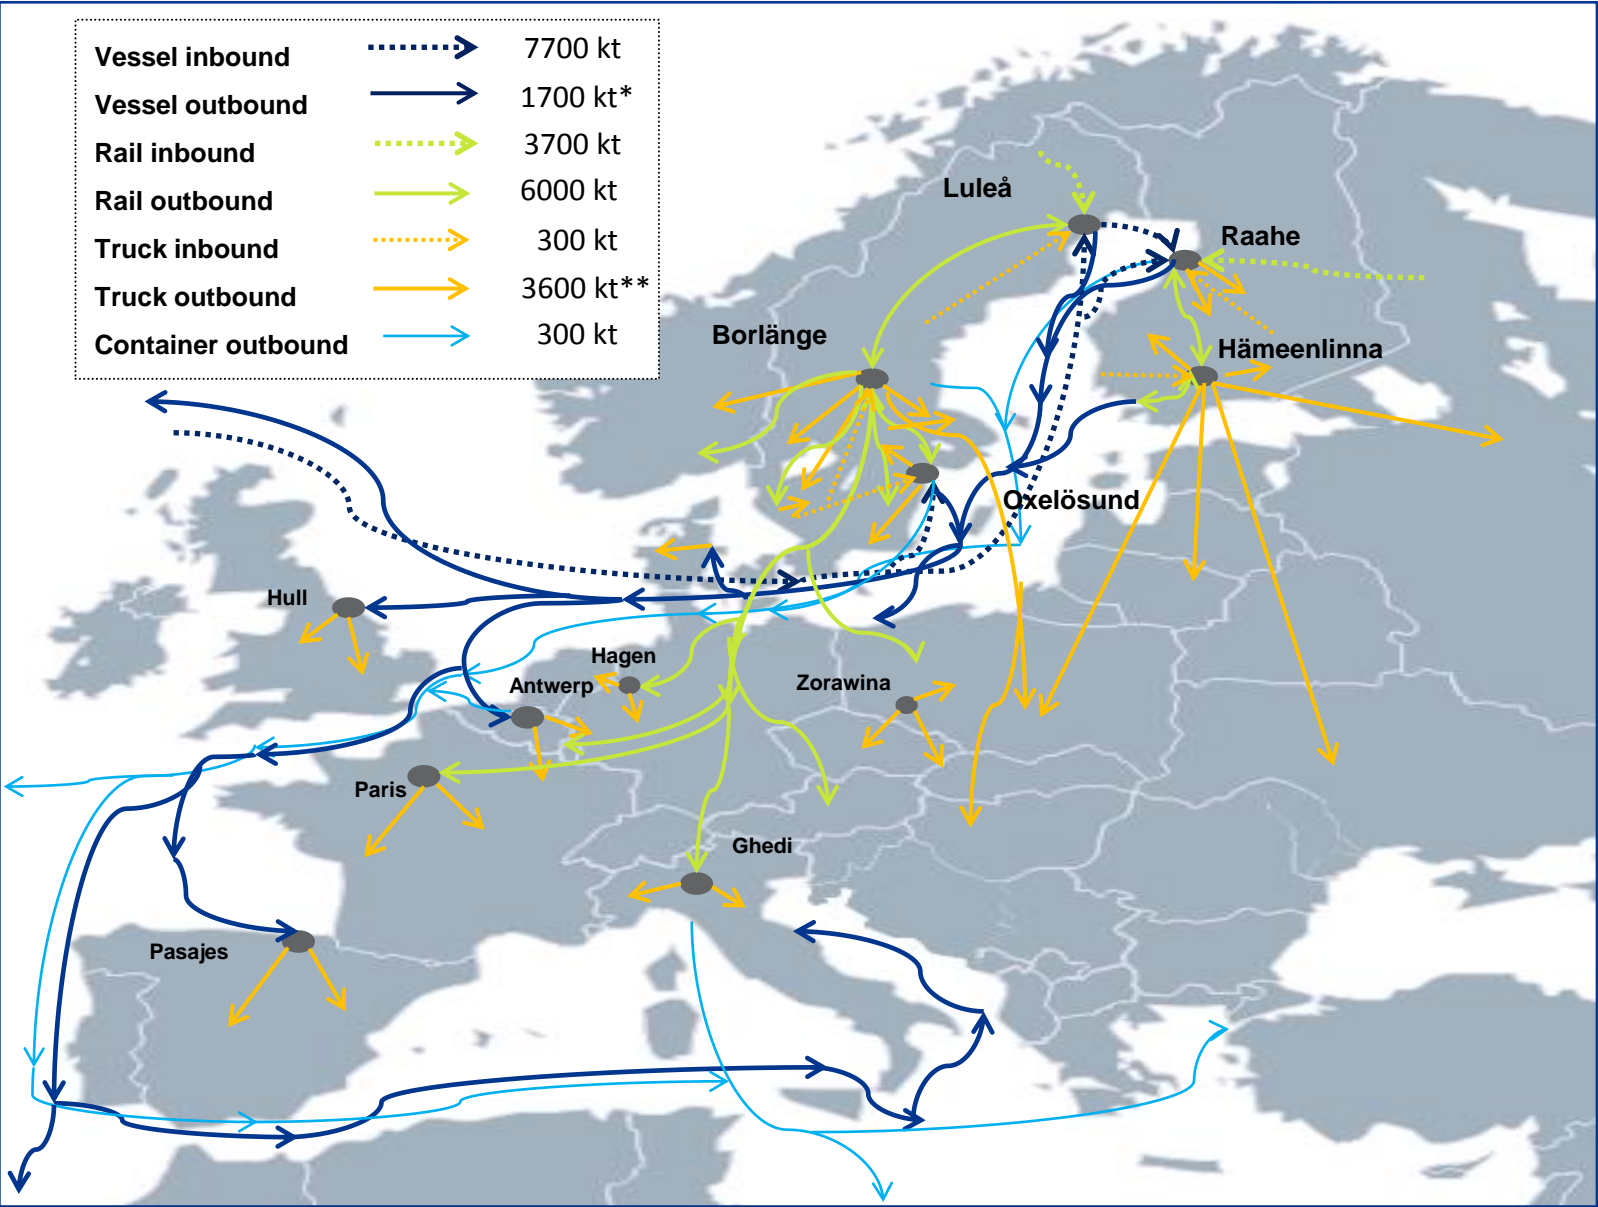 Vessel inbound 7700 kt
Vessel outbound 1700 kt*
Rail inbound 3700 kt
Rail outbound 6000 kt
Truck inbound 300 kt
Truck outbound 3600 kt**
Container outbound 300 kt
Luleå
Raahe
Borlänge
Hämeenlinna
Oxelösund
Hull
Hagen
Antwerp
Zorawina
Paris
Ghedi
Pasajes